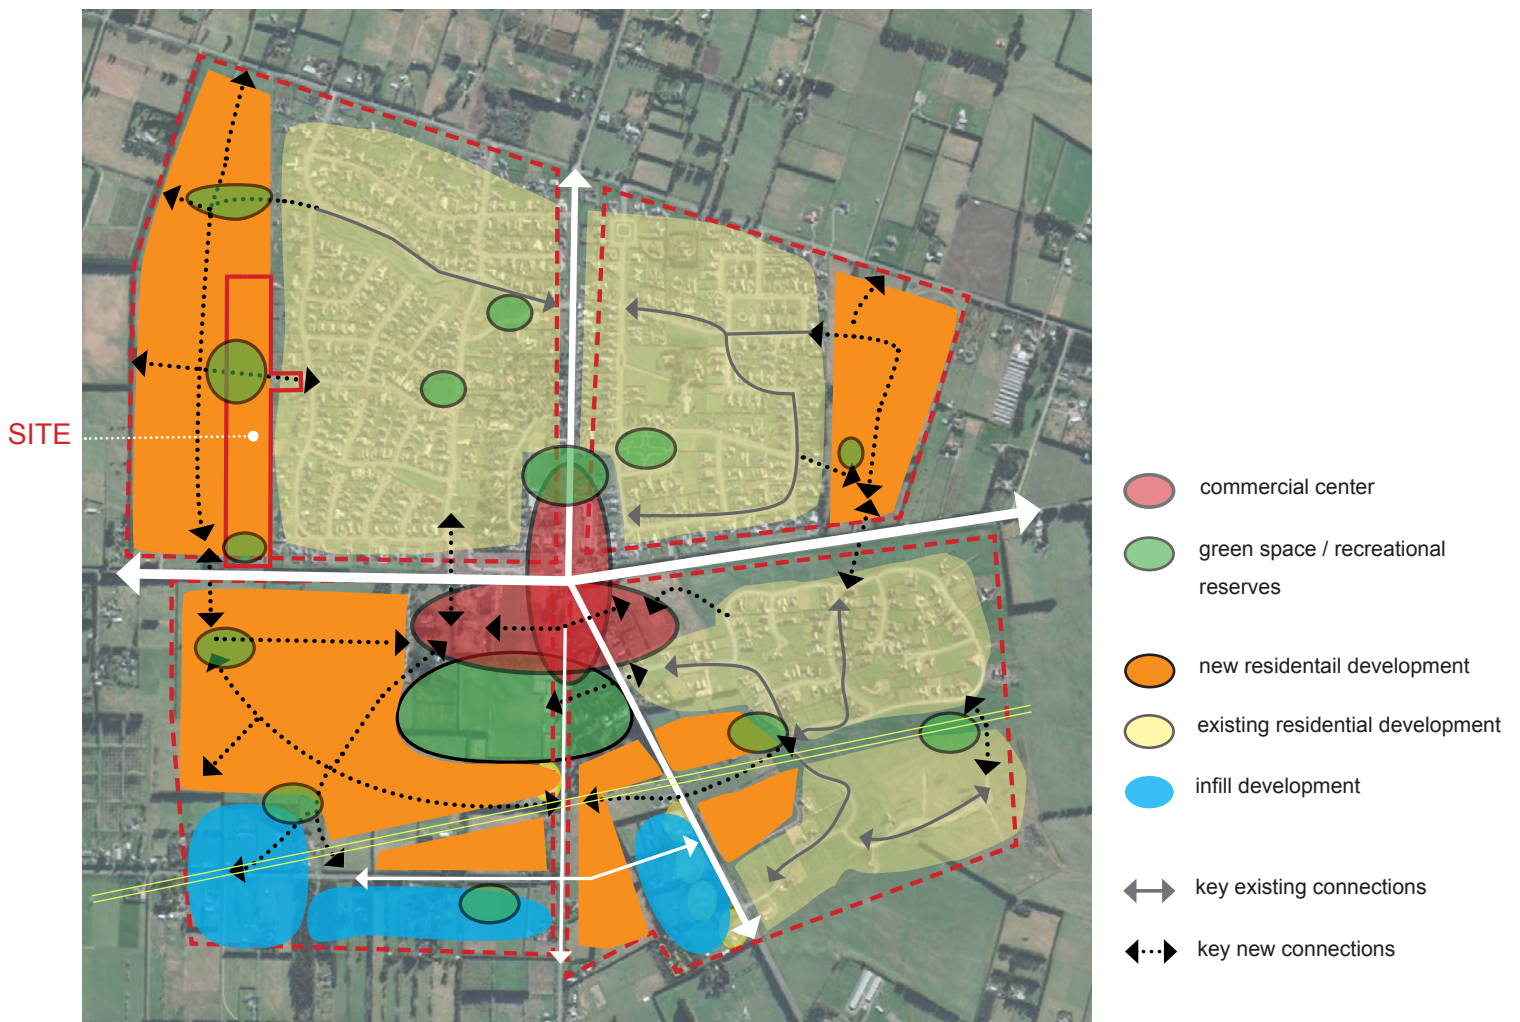 SITE
commercial center
green space / recreational
reserves
new residentail development
existing residential development
infill development
key existing connections
key new connections